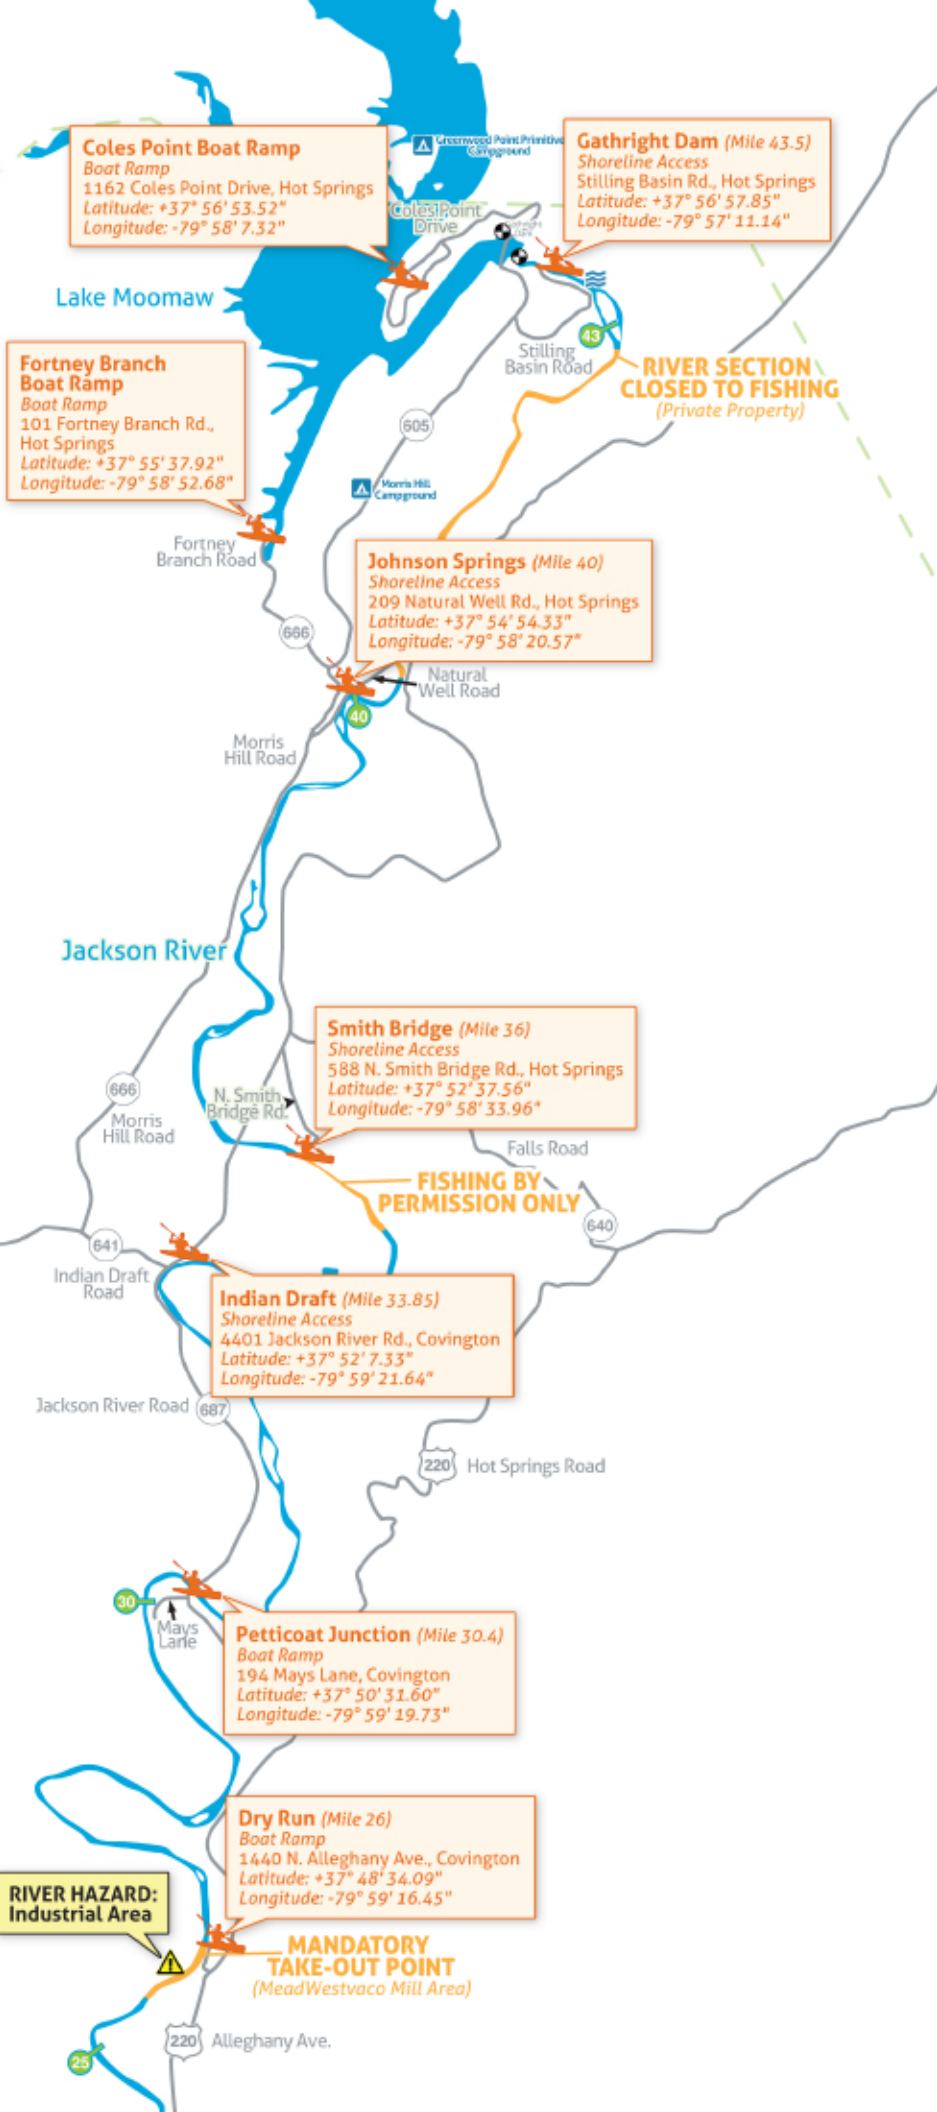 Greenwood Point Primitive
Campground
Coles Point Boat Ramp
Boat Ramp
1162 Coles Point Drive, Hot Springs
Latitude: +37° 56' 53.52"
Longitude: -79° 58' 7.32"
Gathright Dam (Mile 43.5)
Shoreline Access
Stilling Basin Rd., Hot Springs
Latitude: +37° 56' 57.85"
Longitude: -79° 57' 11.14"
Coles Point
Drive
Lake Moomaw
43
Stilling
Basin Road
RIVER SECTION
CLOSED TO FISHING
(Private Property)
Fortney Branch
Boat Ramp
Boat Ramp
101 Fortney Branch Rd.,
Hot Springs
Latitude: +37° 55' 37.92"
Longitude: -79° 58' 52.68"
605
Morris Hill
Campground
Fortney
Branch Road
Johnson Springs (Mile 40)
Shoreline Access
209 Natural Well Rd., Hot Springs
Latitude: +37° 54' 54.33"
Longitude: -79° 58' 20.57"
666
Natural
Well Road
40
Morris
Hill Road
Jackson River
Smith Bridge (Mile 36)
Shoreline Access
588 N. Smith Bridge Rd., Hot Springs
Latitude: +37° 52' 37.56"
Longitude: -79° 58' 33.96"
666
N. Smith
Bridge Rd.
Morris
Hill Road
Falls Road
FISHING BY
PERMISSION ONLY
640
641
Indian Draft
Road
Indian Draft (Mile 33.85)
Shoreline Access
4401 Jackson River Rd., Covington
Latitude: +37° 52' 7.33"
Longitude: -79° 59' 21.64"
Jackson River Road
687
220
Hot Springs Road
30
Mays
Lane
Petticoat Junction (Mile 30.4)
Boat Ramp
194 Mays Lane, Covington
Latitude: +37° 50' 31.60"
Longitude: -79° 59' 19.73"
Dry Run (Mile 26)
Boat Ramp
1440 N. Alleghany Ave., Covington
Latitude: +37° 48' 34.09"
Longitude: -79° 59' 16.45"
RIVER HAZARD:
Industrial Area
MANDATORY
TAKE-OUT POINT
(MeadWestvaco Mill Area)
220
Alleghany Ave.
25